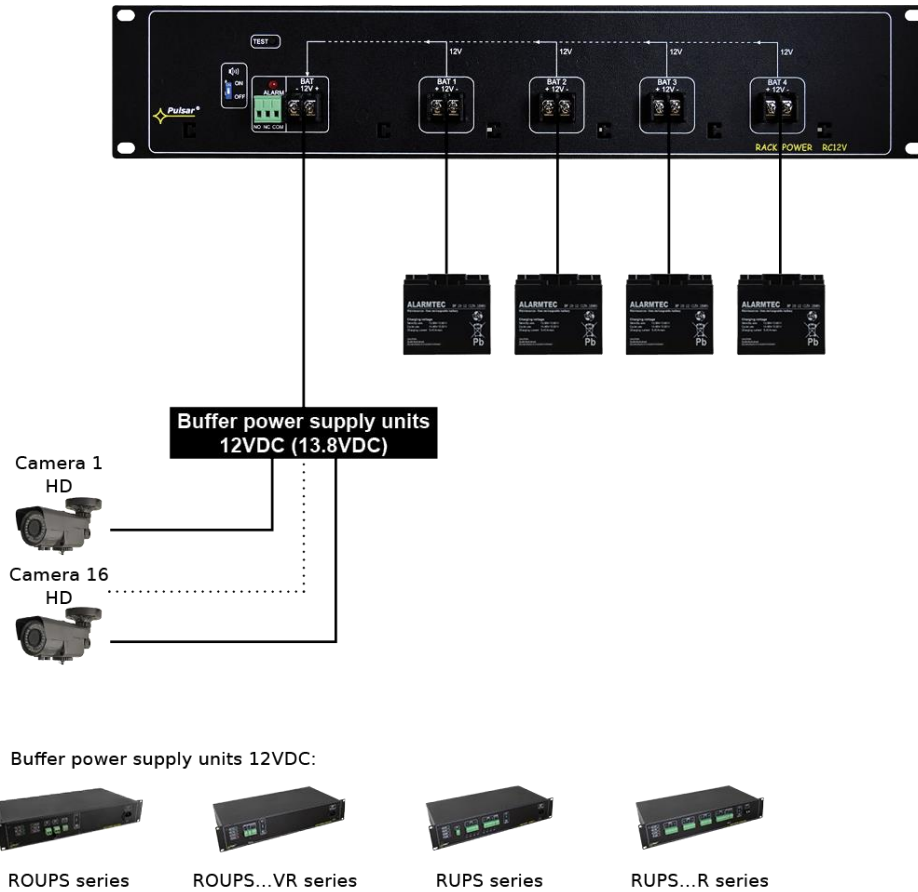 TEST
12V 12V 12V 12V
ON
OFF
ALARM
BAT
- 12V +
BAT 1
+ 12V -
BAT 2
+ 12V -
BAT 3
+ 12V -
BAT 4
+ 12V -
Pulsar®
NO NC COM
RACK POWER RC12V
ALARMTEC
Pb
ALARMTEC
Pb
ALARMTEC
Pb
ALARMTEC
Pb
Buffer power supply units
12VDC (13.8VDC)
Camera 1
HD
Camera 16
HD
Buffer power supply units 12VDC:
ROUPS series
ROUPS...VR series
RUPS series
RUPS...R series